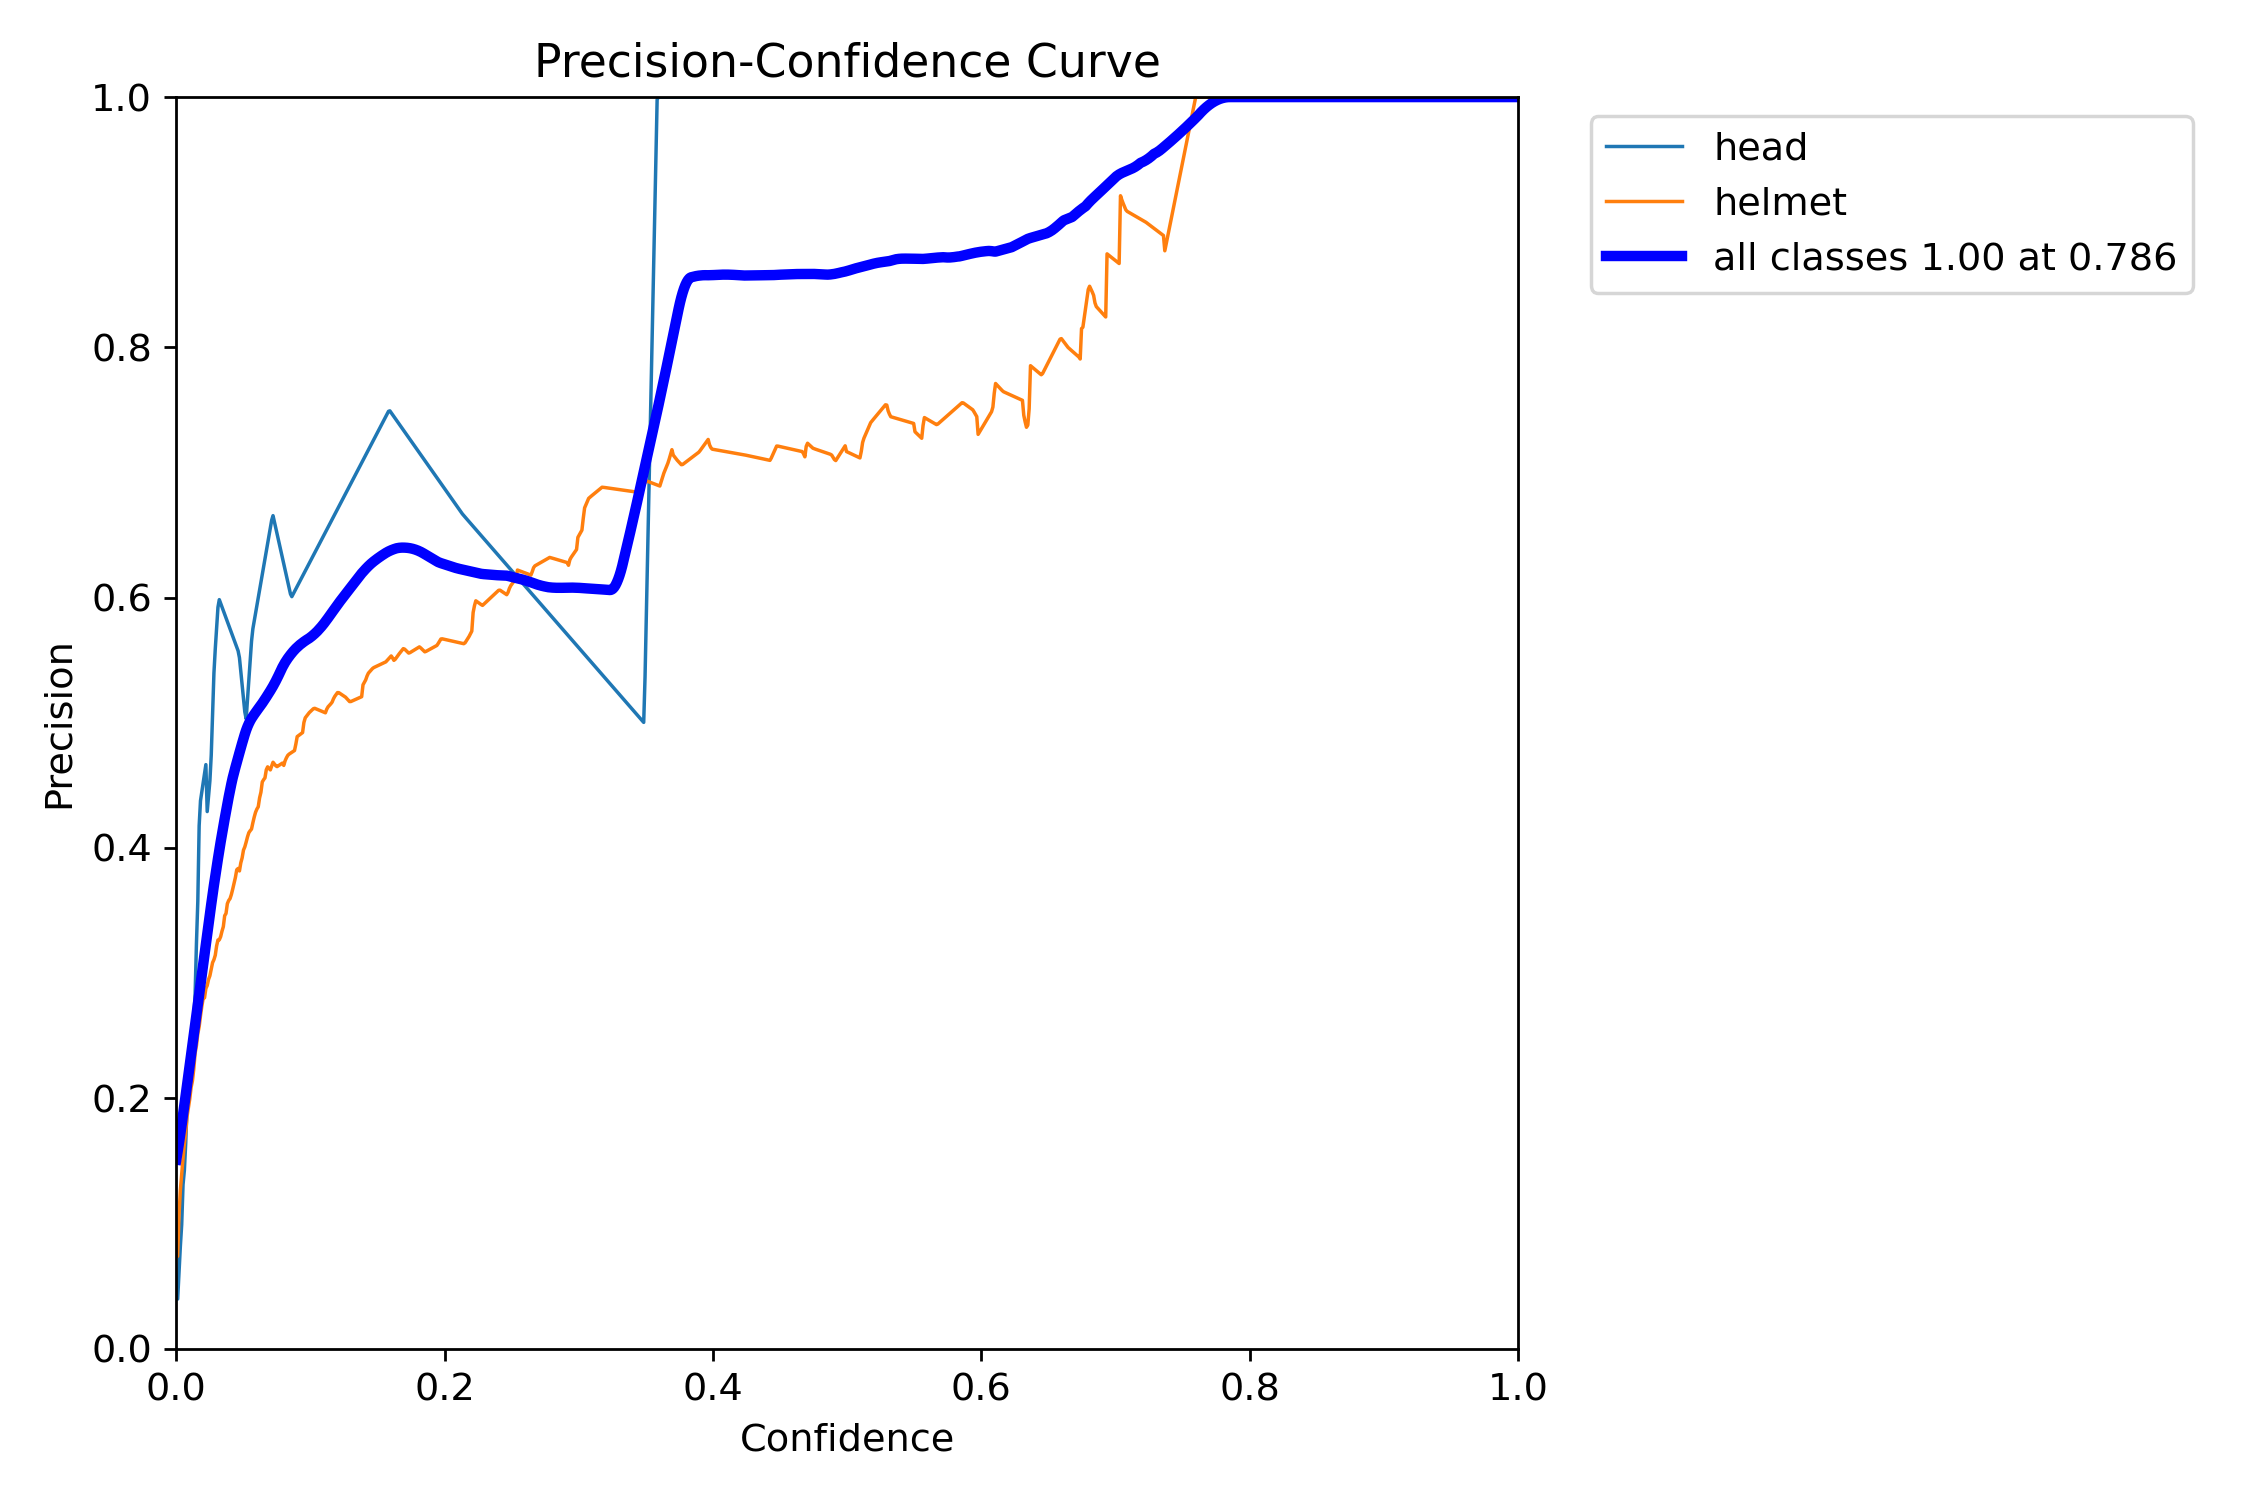 Precision-Confidence Curve
1.0
0.8
0.6
0.4
0.2
0.0
Precision
0.0 0.2 0.4 0.6 0.8 1.0
Confidence
head
helmet
all classes 1.00 at 0.786